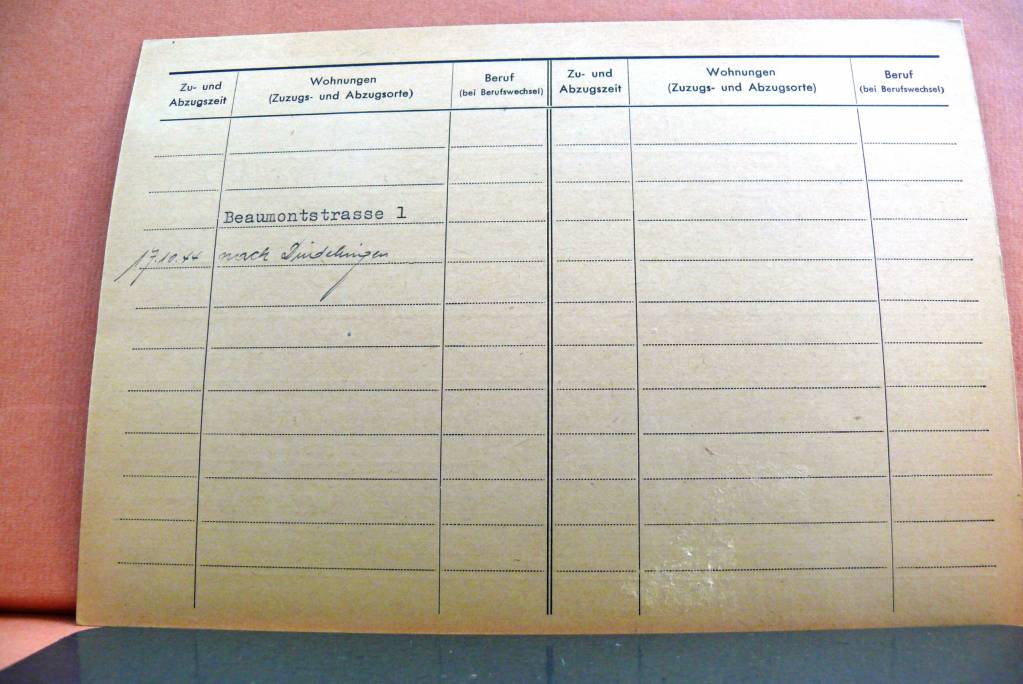 Zu- und Abzugszeit
Wohnungen
(Zuzugs- und Abzugsorte)
Beruf
(bei Berufswechsel)
Zu- und Abzugszeit
Wohnungen
(Zuzugs- und Abzugsorte)
Beruf
(bei Berufswechsel)
Beaumontstrasse 1
17.10.44 nach